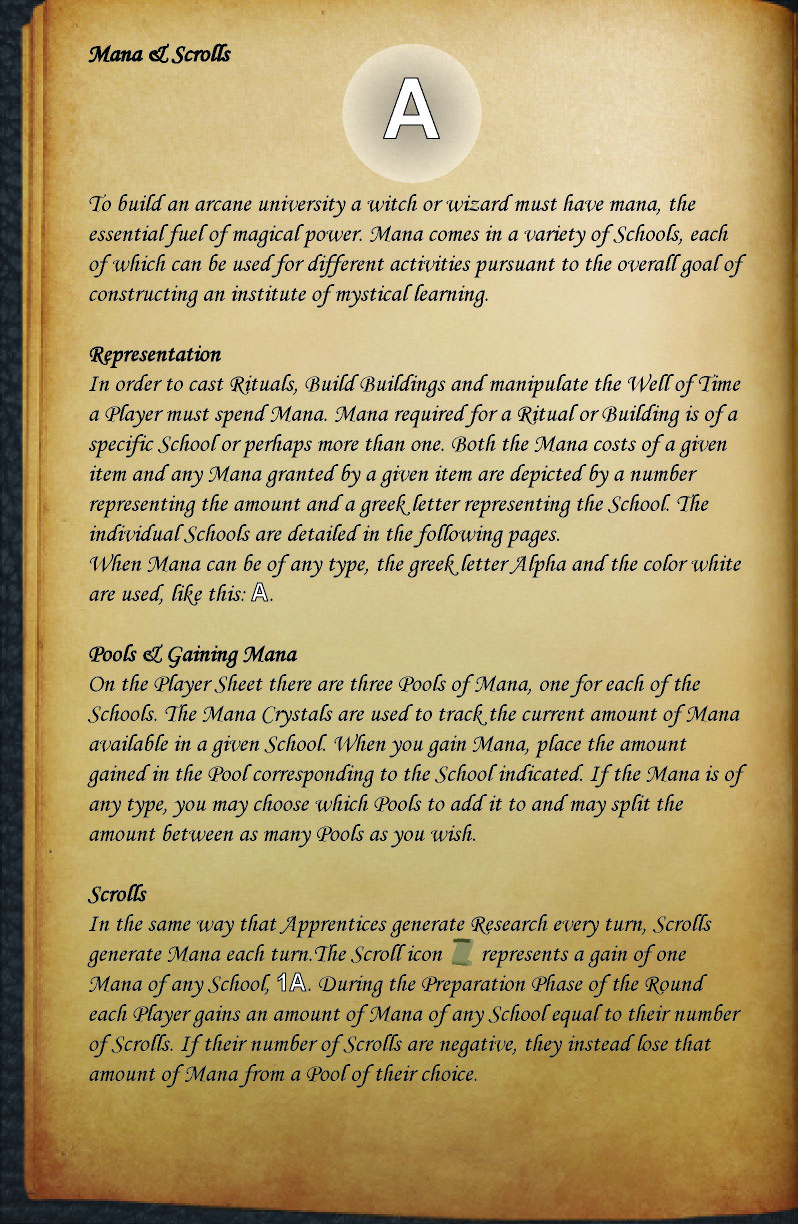 Mana & Scrolls
A
To build an arcane university a witch or wizard must have mana, the
essential fuel of magical power. Mana comes in a variety of Schools, each
of which can be used for different activities pursuant to the overall goal of
constructing an institute of mystical learning.
Representation
In order to cast Rituals, Build Buildings and manipulate the Well of Time
a Player must spend Mana. Mana required for a Ritual or Building is of a
specific School or perhaps more than one. Both the Mana costs of a given
item and any Mana granted by a given item are depicted by a number
representing the amount and a greek letter representing the School. The
individual Schools are detailed in the following pages.
When Mana can be of any type, the greek letter Alpha and the color white
are used, like this: A.
Pools & Gaining Mana
On the Player Sheet there are three Pools of Mana, one for each of the
Schools. The Mana Crystals are used to track the current amount of Mana
available in a given School. When you gain Mana, place the amount
gained in the Pool corresponding to the School indicated. If the Mana is of
any type, you may choose which Pools to add it to and may split the
amount between as many Pools as you wish.
Scrolls
In the same way that Apprentices generate Research every turn, Scrolls
generate Mana each turn.The Scroll icon represents a gain of one
Mana of any School, 1A. During the Preparation Phase of the Round
each Player gains an amount of Mana of any School equal to their number
of Scrolls. If their number of Scrolls are negative, they instead lose that
amount of Mana from a Pool of their choice.